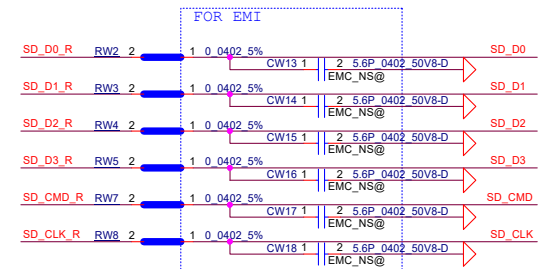 FOR EMI
SD_D0_R RW2 2 1 0_0402_5% SD_D0
CW13 1 2 5.6P_0402_50V8-D
EMC_NS@
SD_D1_R RW3 2 1 0_0402_5% SD_D1
CW14 1 2 5.6P_0402_50V8-D
EMC_NS@
SD_D2_R RW4 2 1 0_0402_5% SD_D2
CW15 1 2 5.6P_0402_50V8-D
EMC_NS@
SD_D3_R RW5 2 1 0_0402_5% SD_D3
CW16 1 2 5.6P_0402_50V8-D
EMC_NS@
SD_CMD_R RW7 2 1 0_0402_5% SD_CMD
CW17 1 2 5.6P_0402_50V8-D
EMC_NS@
SD_CLK_R RW8 2 1 0_0402_5% SD_CLK
CW18 1 2 5.6P_0402_50V8-D
EMC_NS@